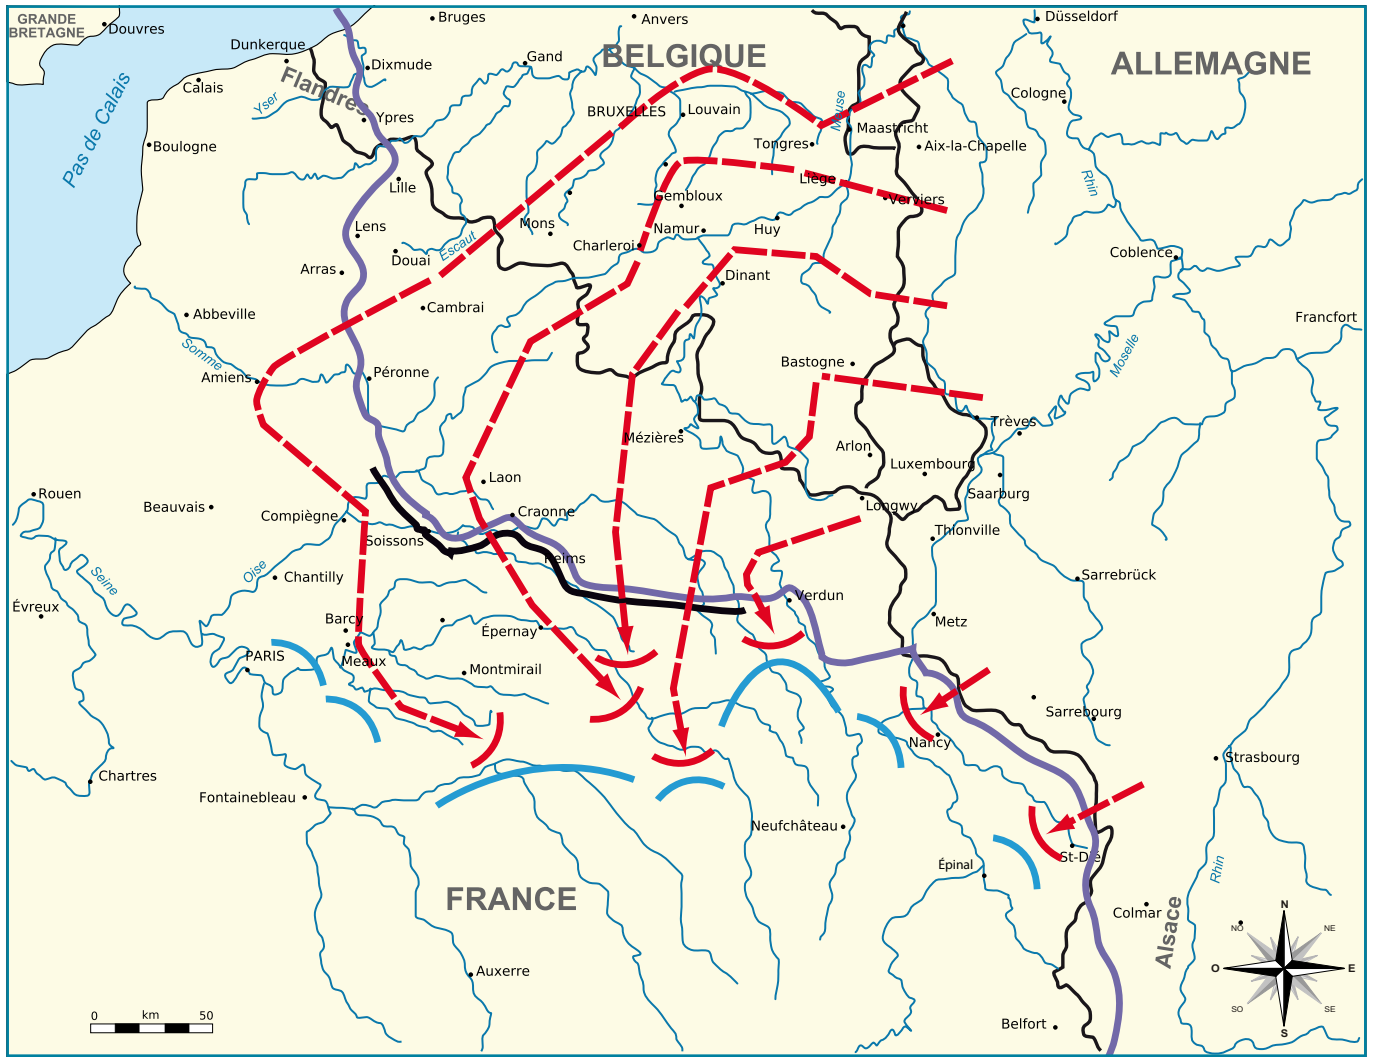 GRANDE
BRETAGNE
Douvres
Bruges
Anvers
Düsseldorf
Dunkerque
Dixmude
Gand
BELGIQUE
ALLEMAGNE
Calais
Flandres
Yser
Pas de Calais
Ypres
BRUXELLES
Louvain
Meuse
Cologne
Boulogne
Tongres
Maastricht
Aix-la-Chapelle
Lille
Liège
Verviers
Rhin
Gembloux
Lens
Mons
Namur
Huy
Escaut
Charleroi
Douai
Coblence
Arras
Dinant
Abbeville
Cambrai
Francfort
Somme
Moselle
Bastogne
Amiens
Péronne
Trèves
Mézières
Arlon
Luxembourg
Laon
Saarburg
Rouen
Beauvais
Compiègne
Craonne
Longwy
Soissons
Thionville
Reims
Seine
Oise
Chantilly
Sarrebrück
Évreux
Verdun
Barcy
Épernay
Metz
PARIS
Meaux
Montmirail
Sarrebourg
Nancy
Strasbourg
Chartres
Fontainebleau
Neufchâteau
St-Dié
Épinal
Rhin
FRANCE
Colmar
Alsace
N
NO
NE
O
E
SO
SE
S
Auxerre
0 km 50
Belfort